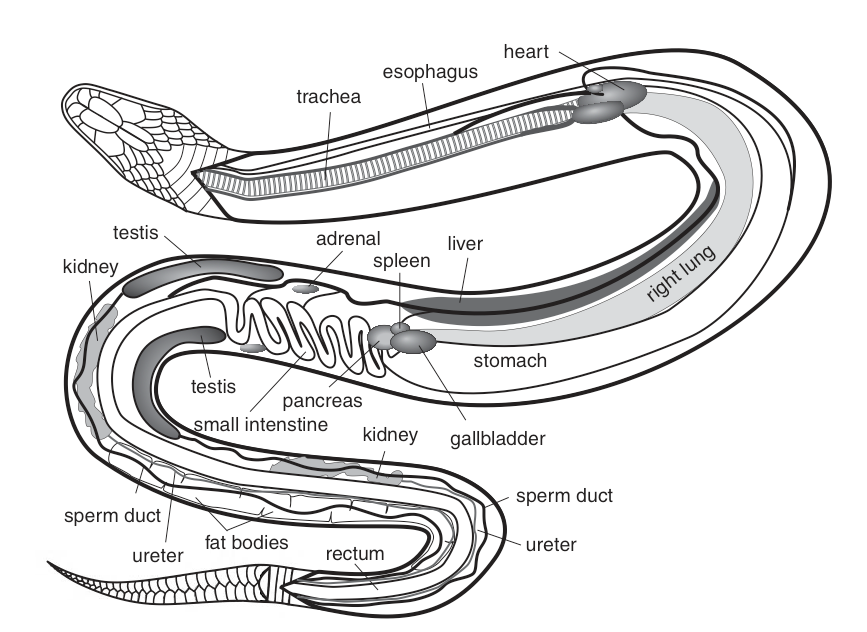 heart
esophagus
trachea
testis
adrenal
liver
spleen
kidney
right lung
stomach
testis
pancreas
small intenstine
kidney
gallbladder
sperm duct
sperm duct
fat bodies
ureter
rectum
ureter